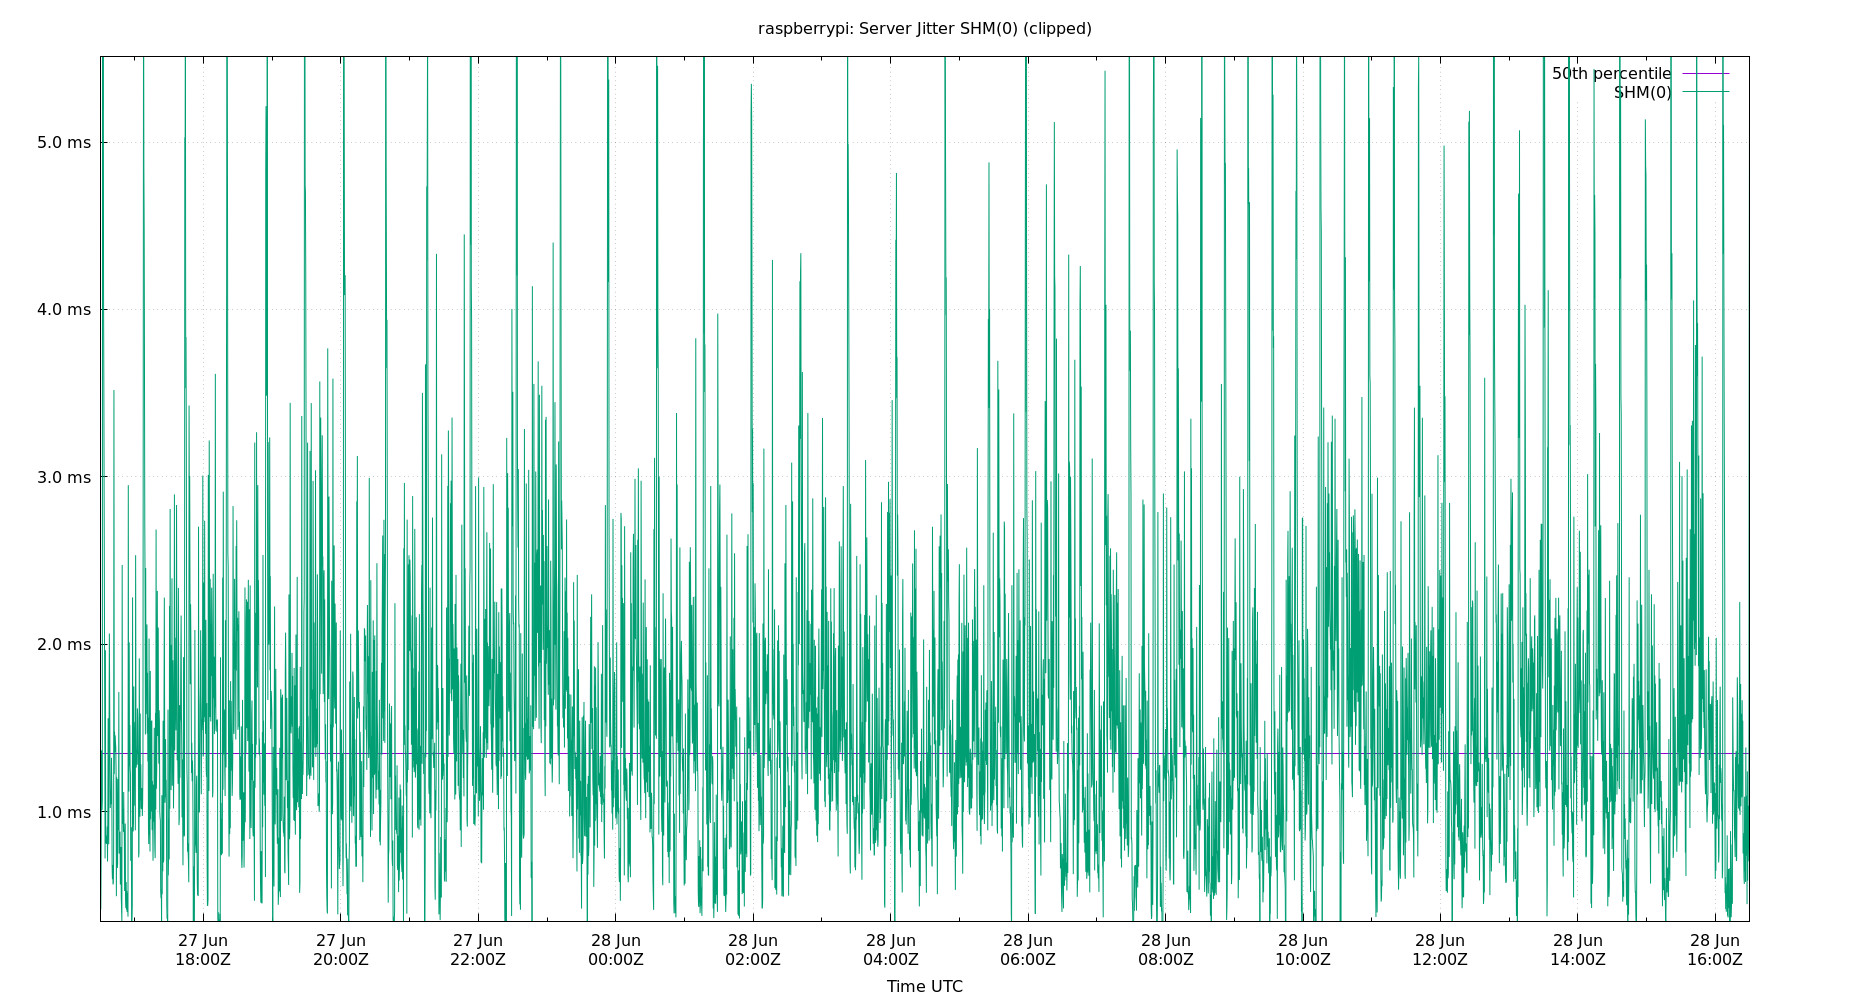 raspberrypi: Server Jitter SHM(0) (clipped)
50th percentile
SHM(0)
5.0 ms
4.0 ms
3.0 ms
2.0 ms
1.0 ms
27 Jun 27 Jun 27 Jun 28 Jun 28 Jun 28 Jun 28 Jun 28 Jun 28 Jun 28 Jun 28 Jun 28 Jun
18:00Z 20:00Z 22:00Z 00:00Z 02:00Z 04:00Z 06:00Z 08:00Z 10:00Z 12:00Z 14:00Z 16:00Z
Time UTC